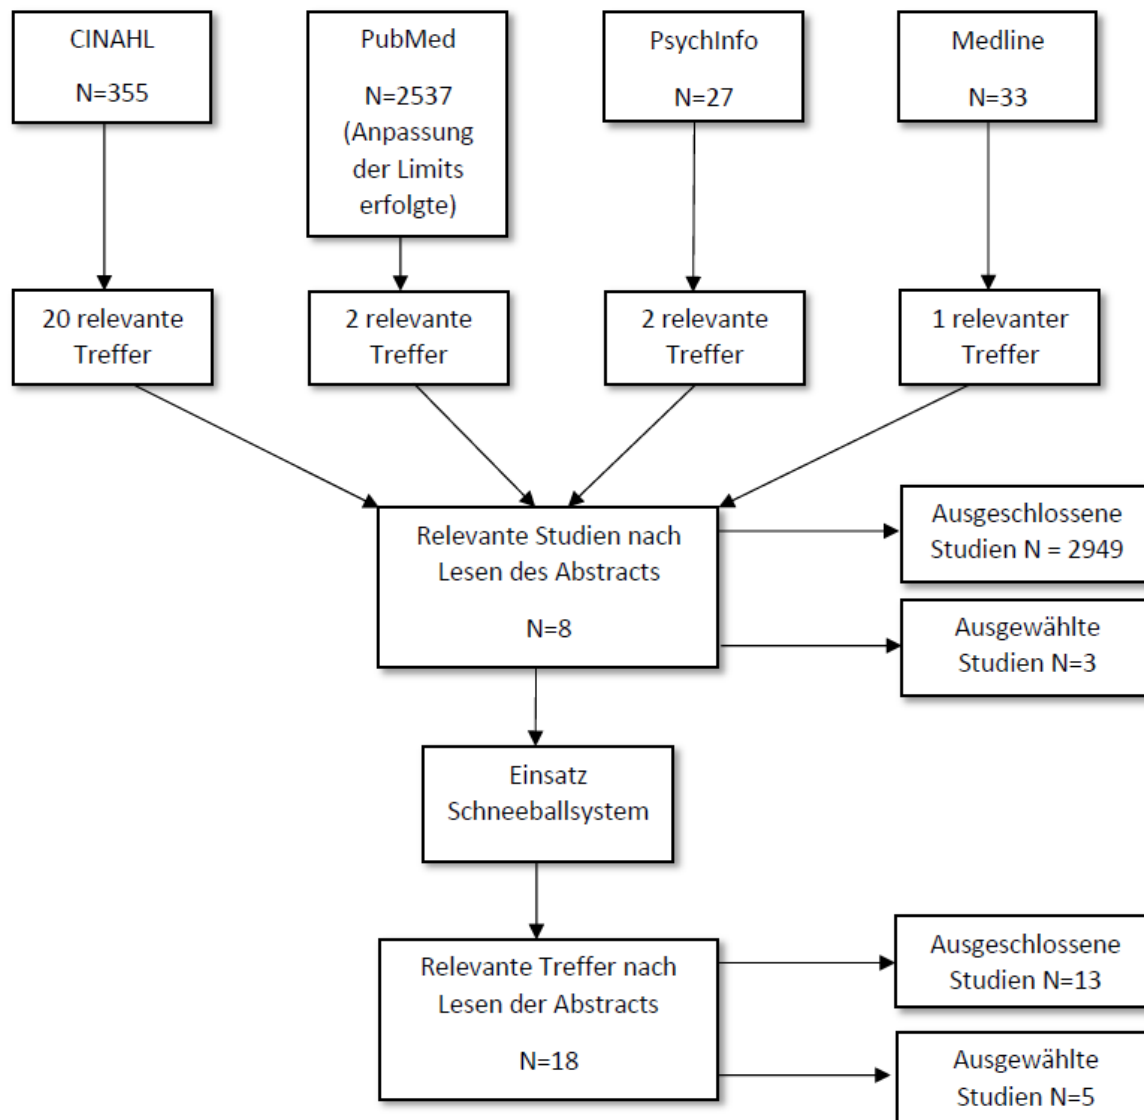 CINAHL
N=355
PubMed
N=2537
(Anpassung
der Limits
erfolgte)
PsychInfo
N=27
Medline
N=33
20 relevante
Treffer
2 relevante
Treffer
2 relevante
Treffer
1 relevanter
Treffer
Relevante Studien nach
Lesen des Abstracts
N=8
Ausgeschlossene
Studien N = 2949
Ausgewählte
Studien N=3
Einsatz
Schneeballsystem
Relevante Treffer nach
Lesen der Abstracts
N=18
Ausgeschlossene
Studien N=13
Ausgewählte
Studien N=5